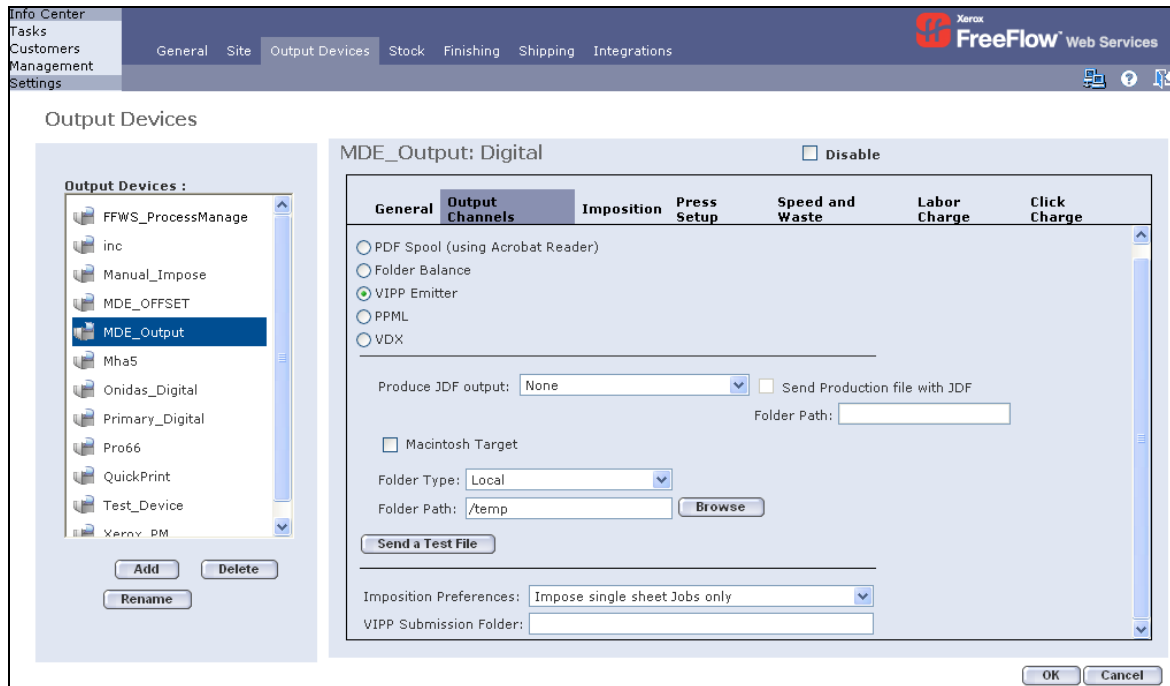 Info Center
Tasks
Customers
Management
Settings
General Site Output Devices Stock Finishing Shipping Integrations
Xerox
FreeFlow™ Web Services
Output Devices
Output Devices :
FFWS_ProcessManage
inc
Manual_Impose
MDE_OFFSET
MDE_Output
Mha5
Onidas_Digital
Primary_Digital
Pro66
QuickPrint
Test_Device
Xerox_PM
Add Delete
Rename
MDE_Output: Digital
Disable
General Output Channels Imposition Press Setup Speed and Waste Labor Charge Click Charge
PDF Spool (using Acrobat Reader)
Folder Balance
VIPP Emitter
PPML
VDX
Produce JDF output: None Send Production file with JDF
Folder Path:
Macintosh Target
Folder Type: Local
Folder Path: /temp Browse
Send a Test File
Imposition Preferences: Impose single sheet Jobs only
VIPP Submission Folder:
OK Cancel